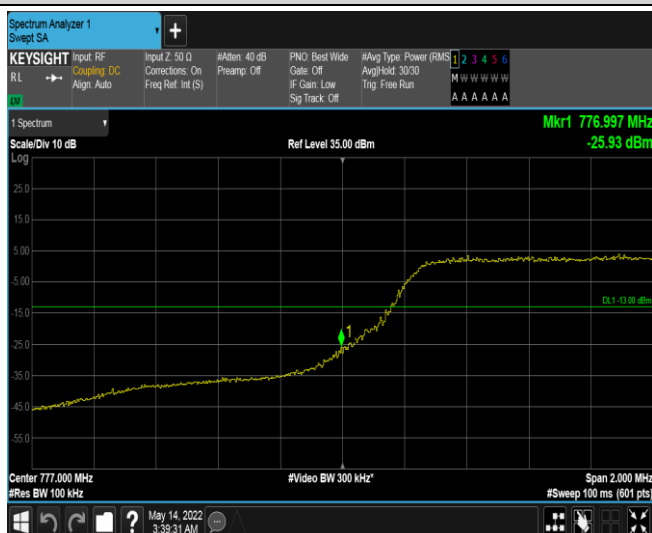 Spectrum Analyzer 1
Swept SA
+
KEYSIGHT
RL
Input: RF
Coupling: DC
Align: Auto
Input Z: 50 Ω
Corrections: On
Freq Ref: Int (S)
#Atten: 40 dB
Preamp: Off
PNO: Best Wide
Gate: Off
IF Gain: Low
Sig Track: Off
#Avg Type: Power (RMS
Avg|Hold: 30/30
Trig: Free Run
1 2 3 4 5 6
M W W W W W
A A A A A A
1 Spectrum
Scale/Div 10 dB
Ref Level 35.00 dBm
Mkr1 776.997 MHz
-25.93 dBm
Log
25.0
15.0
5.00
-5.00
-15.0
-25.0
-35.0
-45.0
-55.0
DL1 -13.00 dBm
1
Center 777.000 MHz
#Video BW 300 kHz*
Span 2.000 MHz
#Res BW 100 kHz
#Sweep 100 ms (601 pts)
?
May 14, 2022
3:39:31 AM